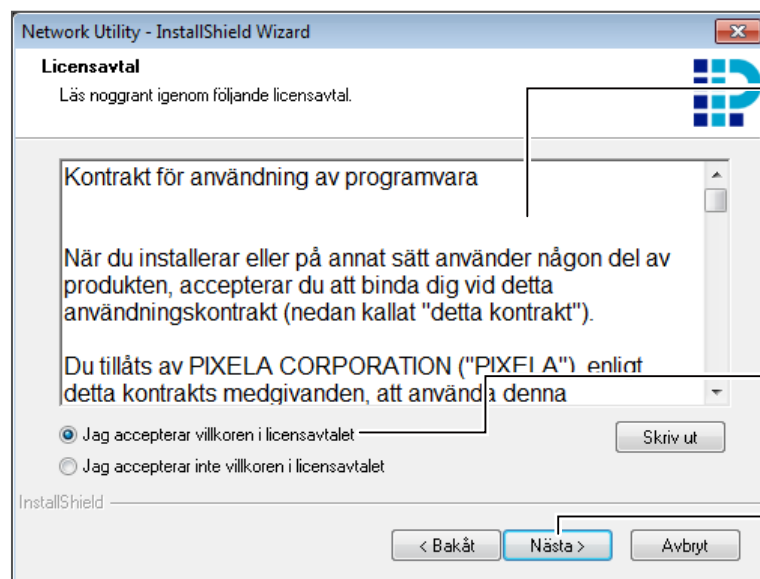 Network Utility - InstallShield Wizard
Licensavtal
Läs noggrant igenom följande licensavtal.
Kontrakt för användning av programvara
När du installerar eller på annat sätt använder någon del av
produkten, accepterar du att binda dig vid detta
användningskontrakt (nedan kallat "detta kontrakt").
Du tillåts av PIXELA CORPORATION ("PIXELA"), enligt
detta kontrakts medgivanden, att använda denna
Jag accepterar villkoren i licensavtalet
Skriv ut
Jag accepterar inte villkoren i licensavtalet
InstallShield
< Bakåt
Nästa >
Avbryt